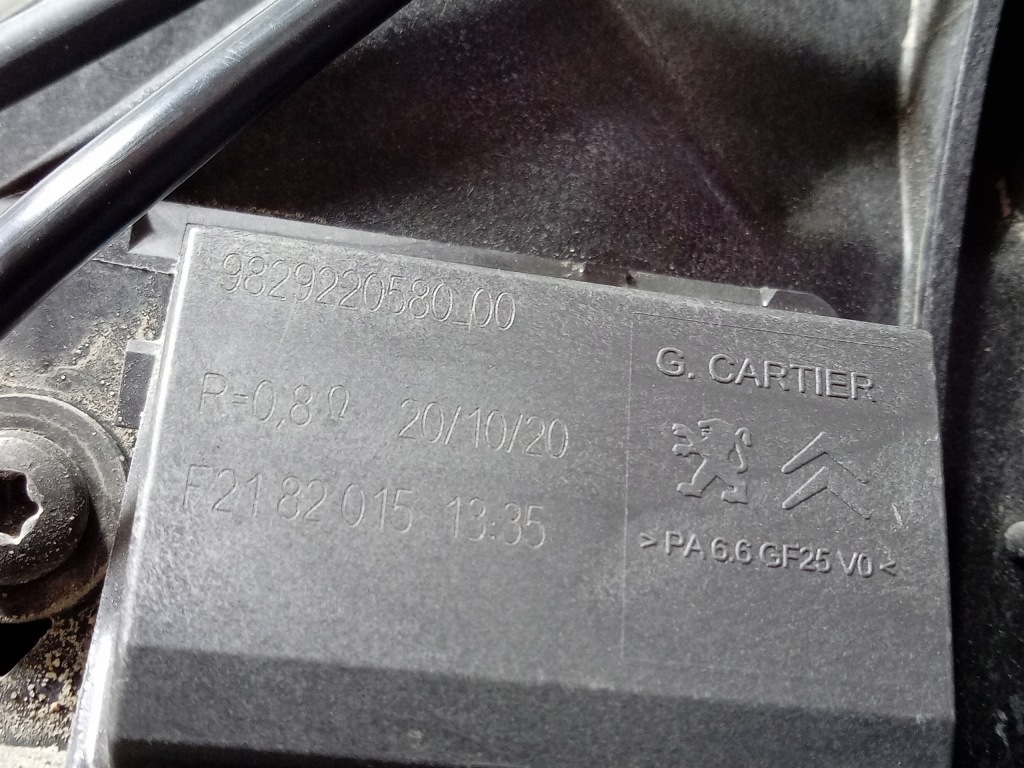 9829220580_00
R=0,8 Ω 20/10/20
F21 82 015 13:35
G. CARTIER
> PA 6.6 GF25 V0 <